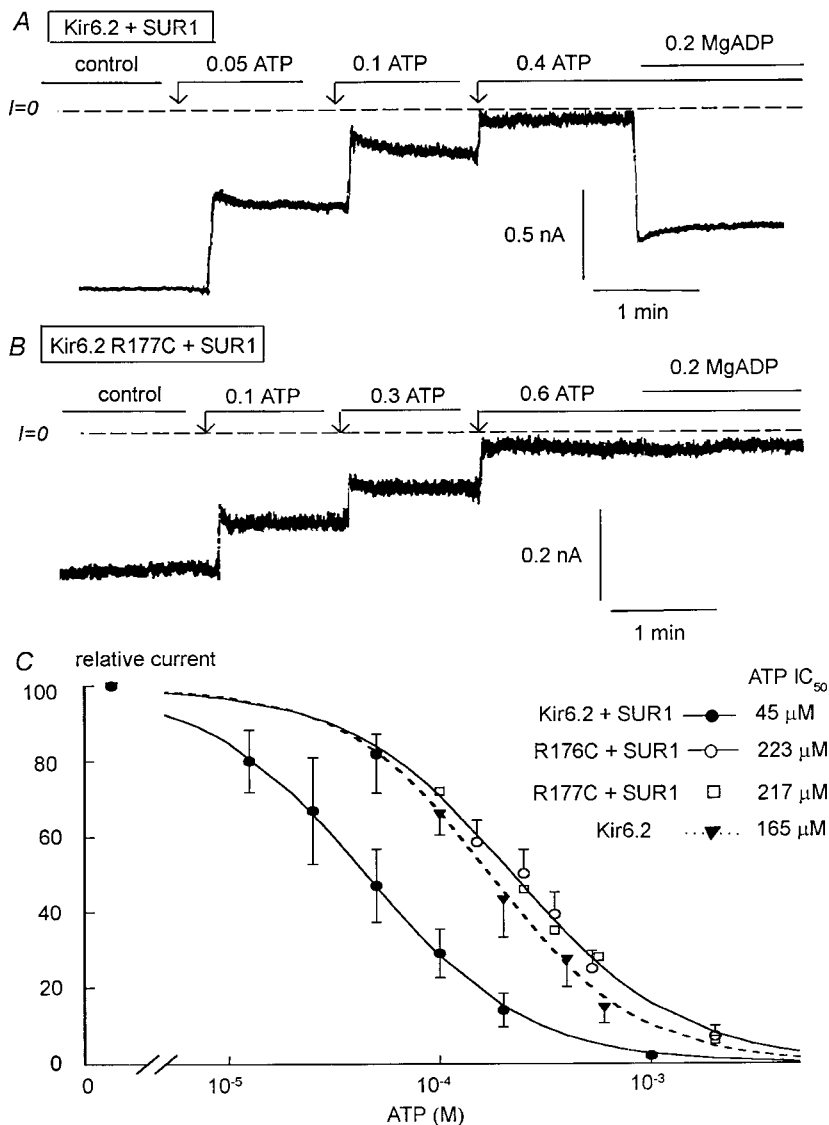 A Kir6.2 + SUR1
0.2 MgADP
control 0.05 ATP 0.1 ATP 0.4 ATP
I=0
0.5 nA
1 min
B Kir6.2 R177C + SUR1
0.2 MgADP
control 0.1 ATP 0.3 ATP 0.6 ATP
I=0
0.2 nA
1 min
C relative current
ATP IC50
Kir6.2 + SUR1 45 µM
R176C + SUR1 223 µM
R177C + SUR1 217 µM
Kir6.2 165 µM
100
80
60
40
20
0
0 10-5 10-4 10-3
ATP (M)